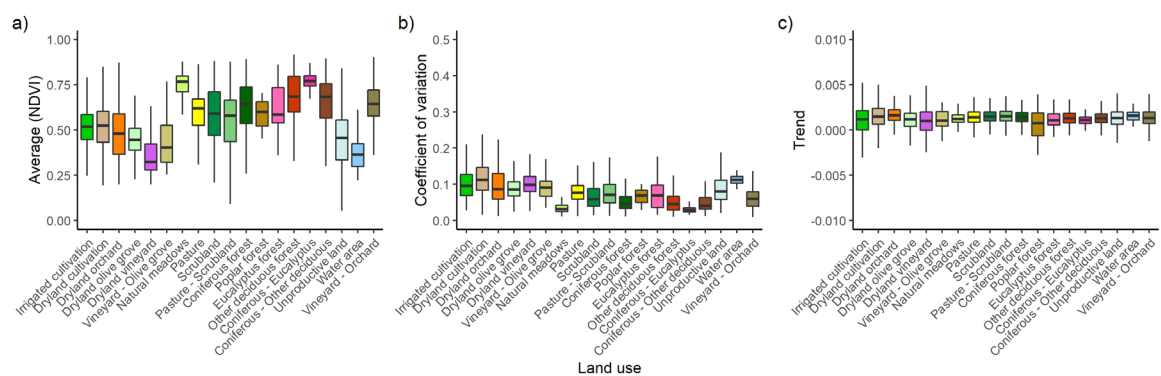 a)
Average (NDVI)
1.00
0.75
0.50
0.25
0.00
Irrigated cultivation
Dryland cultivation
Dryland orchard
Dryland olive grove
Dryland vineyard
Vineyard - Olive grove
Natural meadows
Pasture
Scrubland
Pasture - Scrubland
Coniferous forest
Poplar forest
Eucalyptus forest
Other deciduous forest
Coniferous - Eucalyptus
Coniferous - Other deciduous
Unproductive land
Water area
Vineyard - Orchard
b)
Coefficient of variation
0.5
0.4
0.3
0.2
0.1
0.0
Irrigated cultivation
Dryland cultivation
Dryland orchard
Dryland olive grove
Dryland vineyard
Vineyard - Olive grove
Natural meadows
Pasture
Scrubland
Pasture - Scrubland
Coniferous forest
Poplar forest
Eucalyptus forest
Other deciduous forest
Coniferous - Eucalyptus
Coniferous - Other deciduous
Unproductive land
Water area
Vineyard - Orchard
c)
Trend
0.010
0.005
0.000
-0.005
-0.010
Irrigated cultivation
Dryland cultivation
Dryland orchard
Dryland olive grove
Dryland vineyard
Vineyard - Olive grove
Natural meadows
Pasture
Scrubland
Pasture - Scrubland
Coniferous forest
Poplar forest
Eucalyptus forest
Other deciduous forest
Coniferous - Eucalyptus
Coniferous - Other deciduous
Unproductive land
Water area
Vineyard - Orchard
Land use